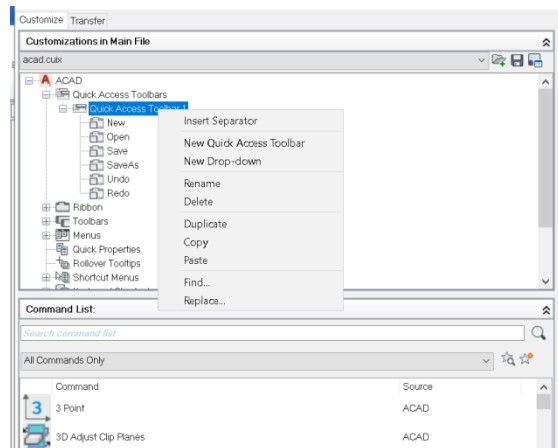 Customize Transfer
Customizations in Main File
acad.cuix
ACAD
Quick Access Toolbars
Quick Access Toolbar 1
New
Open
Save
SaveAs
Undo
Redo
Ribbon
Toolbars
Menus
Quick Properties
Rollover Tooltips
Shortcut Menus
Insert Separator
New Quick Access Toolbar
New Drop-down
Rename
Delete
Duplicate
Copy
Paste
Find...
Replace...
Command List:
Search command list
All Commands Only
Command Source
3 Point ACAD
3D Adjust Clip Planes ACAD